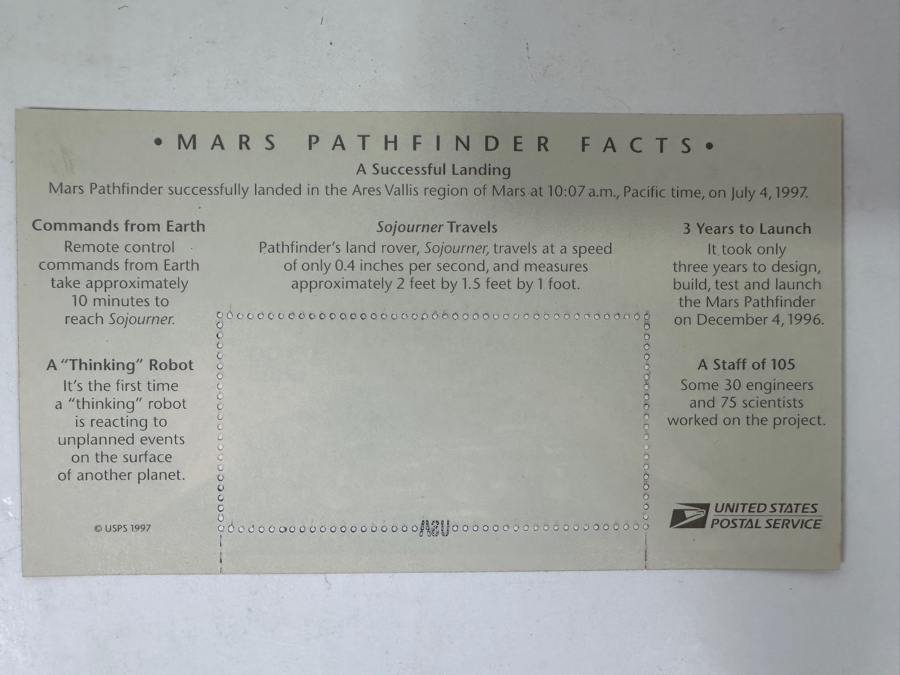 • MARS PATHFINDER FACTS •
A Successful Landing
Mars Pathfinder successfully landed in the Ares Vallis region of Mars at 10:07 a.m., Pacific time, on July 4, 1997.
Commands from Earth
Remote control
commands from Earth
take approximately
10 minutes to
reach Sojourner.
A “Thinking” Robot
It’s the first time
a “thinking” robot
is reacting to
unplanned events
on the surface
of another planet.
© USPS 1997
Sojourner Travels
Pathfinder’s land rover, Sojourner, travels at a speed
of only 0.4 inches per second, and measures
approximately 2 feet by 1.5 feet by 1 foot.
USA
3 Years to Launch
It took only
three years to design,
build, test and launch
the Mars Pathfinder
on December 4, 1996.
A Staff of 105
Some 30 engineers
and 75 scientists
worked on the project.
UNITED STATES
POSTAL SERVICE